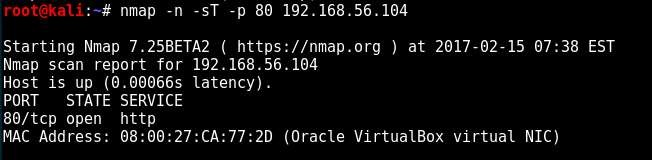 root@kali:~# nmap -n -sT -p 80 192.168.56.104
Starting Nmap 7.25BETA2 ( https://nmap.org ) at 2017-02-15 07:38 EST
Nmap scan report for 192.168.56.104
Host is up (0.00066s latency).
PORT   STATE SERVICE
80/tcp open  http
MAC Address: 08:00:27:CA:77:2D (Oracle VirtualBox virtual NIC)